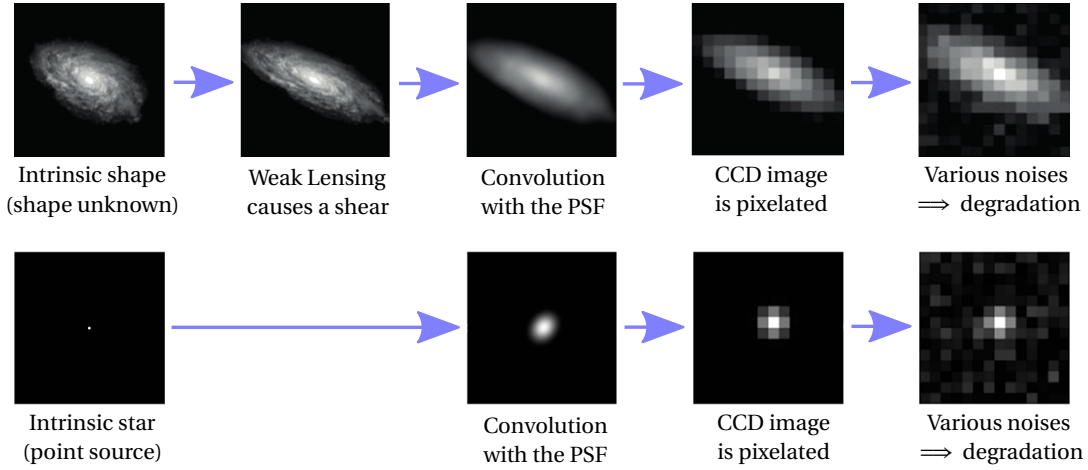 Intrinsic shape
(shape unknown)
Weak Lensing
causes a shear
Convolution
with the PSF
CCD image
is pixelated
Various noises
⟹ degradation
Intrinsic star
(point source)
Convolution
with the PSF
CCD image
is pixelated
Various noises
⟹ degradation